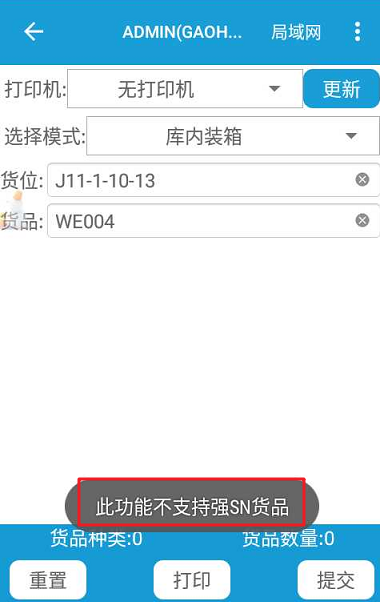 ADMIN(GAOH... 局域网
打印机: 无打印机 更新
选择模式: 库内装箱
货位: J11-1-10-13
货品: WE004
此功能不支持强SN货品
货品种类:0 货品数量:0
重置 打印 提交